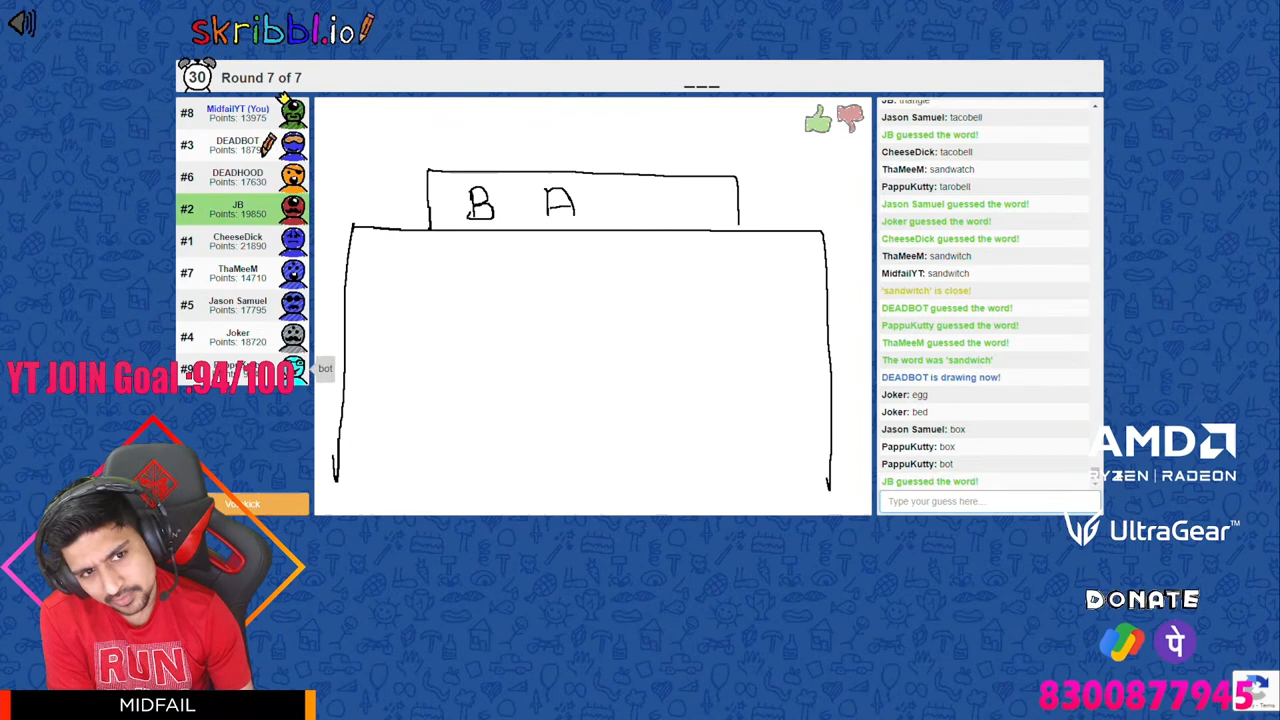 skribbl.io
30 Round 7 of 7
___
#8 MidfailYT (You)
Points: 13975
#3 DEADBOT
Points: 1879
#6 DEADHOOD
Points: 17630
#2 JB
Points: 19850
#1 CheeseDick
Points: 21890
#7 ThaMeeM
Points: 14710
#5 Jason Samuel
Points: 17795
#4 Joker
Points: 18720
#9
YT JOIN Goal :94/100
bot
B A
JB: triangle
Jason Samuel: tacobell
JB guessed the word!
CheeseDick: tacobell
ThaMeeM: sandwatch
PappuKutty: tarobell
Jason Samuel guessed the word!
Joker guessed the word!
CheeseDick guessed the word!
ThaMeeM: sandwitch
MidfailYT: sandwitch
'sandwitch' is close!
DEADBOT guessed the word!
PappuKutty guessed the word!
ThaMeeM guessed the word!
The word was 'sandwich'
DEADBOT is drawing now!
Joker: egg
Joker: bed
Jason Samuel: box
PappuKutty: box
PappuKutty: bot
JB guessed the word!
Type your guess here...
AMD
RYZEN | RADEON
UltraGear™
DONATE
पे
8300877945
RUN
MIDFAIL